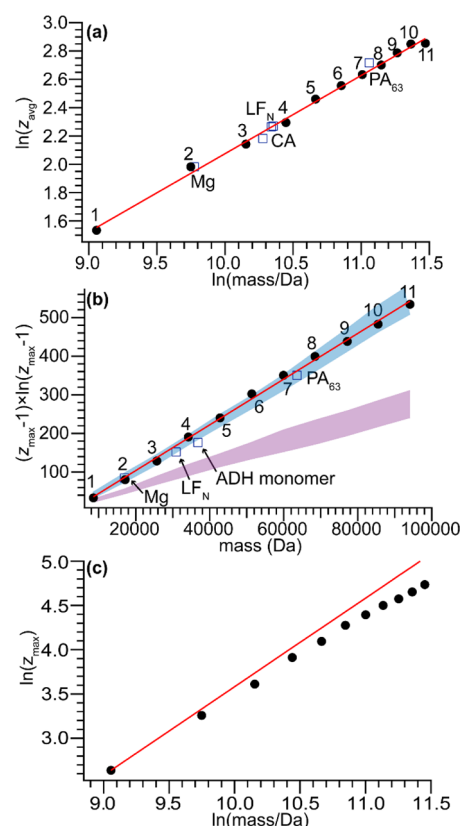 (a)
ln(z_avg)
3.0
2.8
2.6
2.4
2.2
2.0
1.8
1.6
1
2
3
4
5
6
7
8
9
10
11
Mg
LF_N
CA
PA_63
9.0 9.5 10.0 10.5 11.0 11.5
ln(mass/Da)
(b)
(z_max-1)×ln(z_max-1)
500
400
300
200
100
1
2
3
4
5
6
7
8
9
10
11
Mg
LF_N
ADH monomer
PA_63
20000 40000 60000 80000 100000
mass (Da)
(c)
ln(z_max)
5.0
4.5
4.0
3.5
3.0
9.0 9.5 10.0 10.5 11.0 11.5
ln(mass/Da)